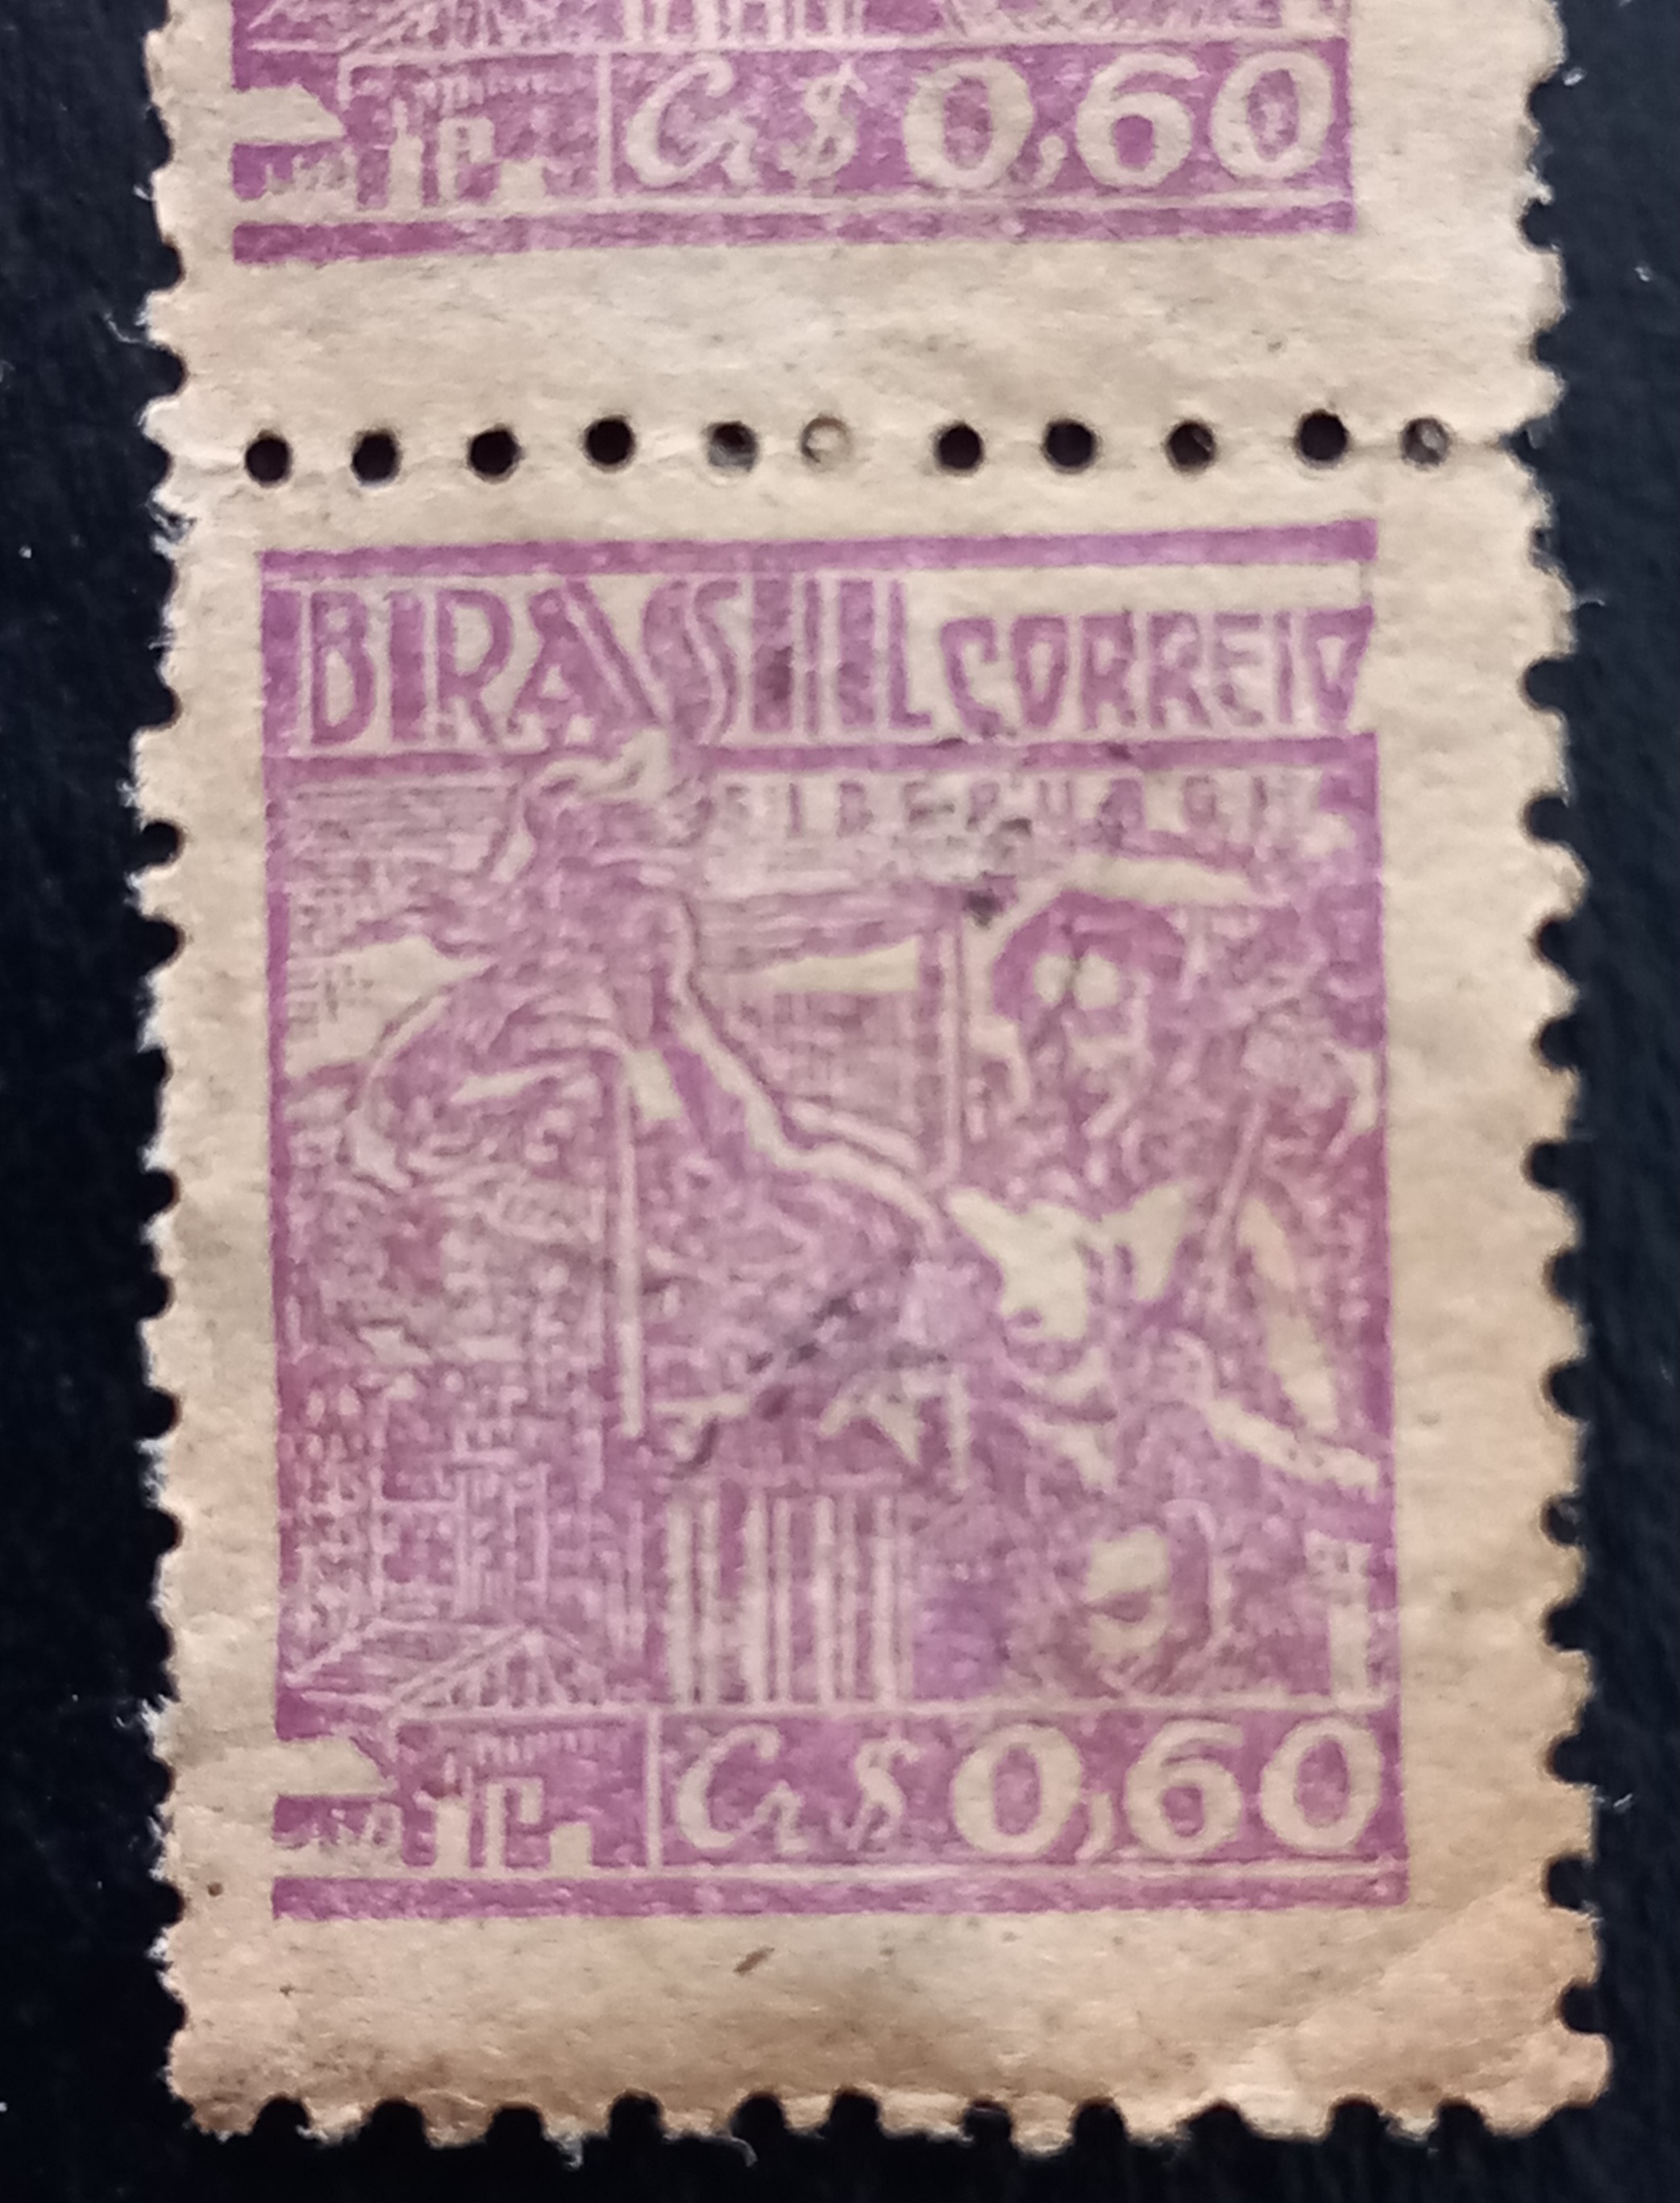 Cr$ 0,60
BRASIL CORREIO
SIDERURGIA
Cr$ 0,60